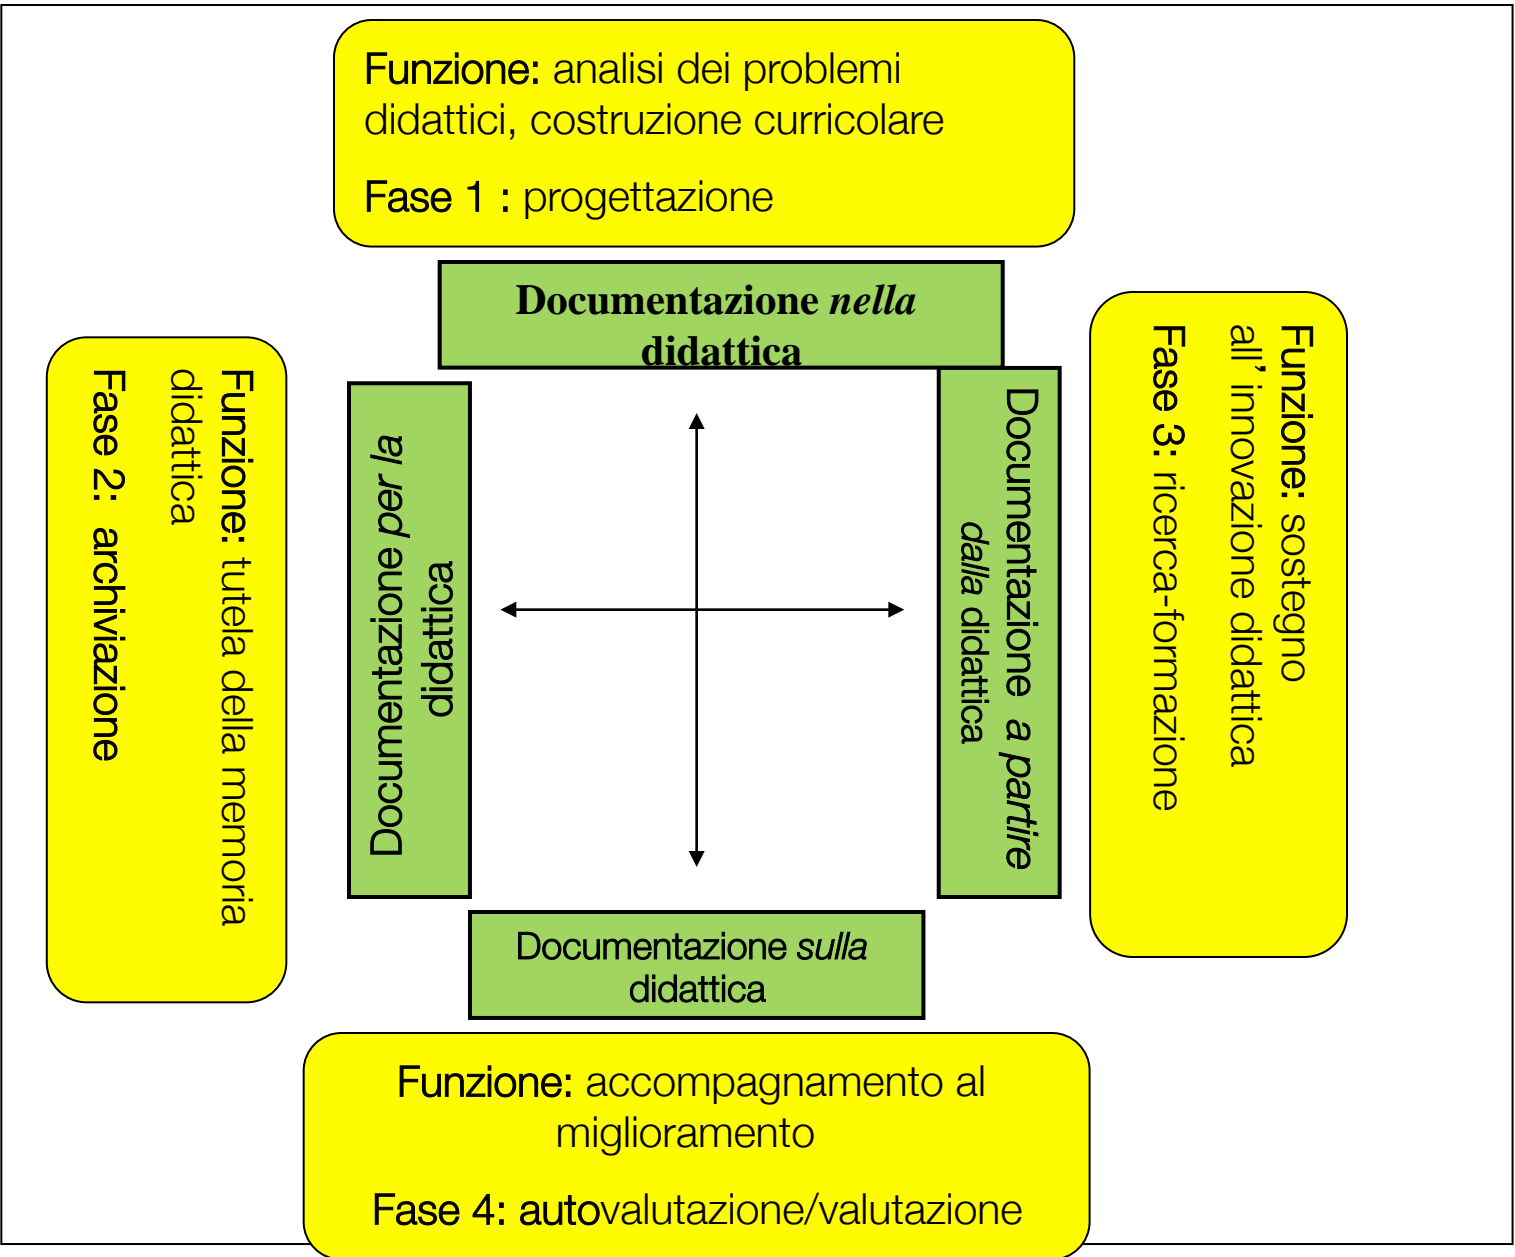 Funzione: analisi dei problemi
didattici, costruzione curricolare
Fase 1 : progettazione
Documentazione nella
didattica
Funzione: tutela della memoria
didattica
Fase 2: archiviazione
Documentazione per la
didattica
Documentazione a partire
dalla didattica
Funzione: sostegno
all’ innovazione didattica
Fase 3: ricerca-formazione
Documentazione sulla
didattica
Funzione: accompagnamento al
miglioramento
Fase 4: autovalutazione/valutazione